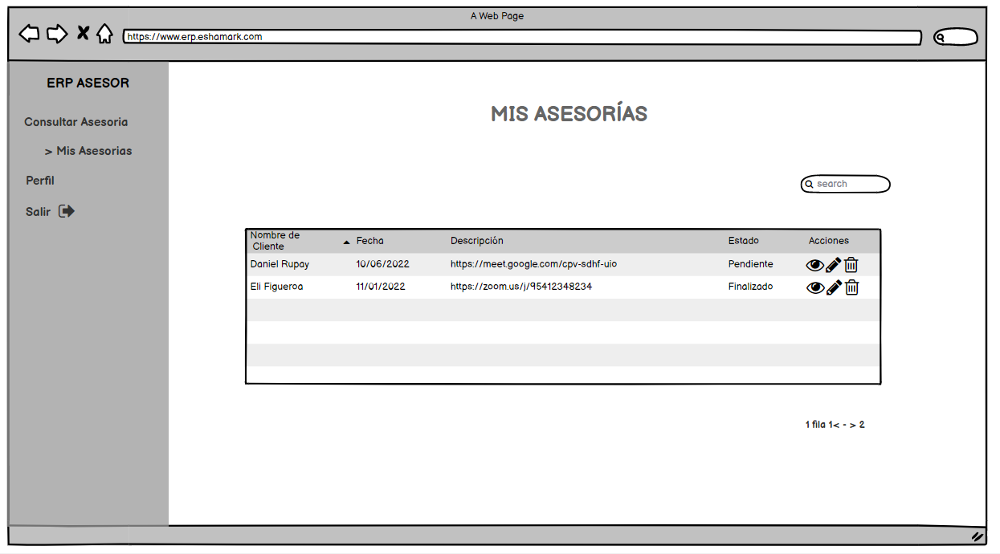 A Web Page
https://www.erp.eshamark.com
ERP ASESOR
Consultar Asesoria
> Mis Asesorias
Perfil
Salir
MIS ASESORÍAS
search
Nombre de Cliente Fecha Descripción Estado Acciones
Daniel Rupay 10/06/2022 https://meet.google.com/cpv-sdhf-uio Pendiente
Eli Figueroa 11/01/2022 https://zoom.us/j/95412348234 Finalizado
1 fila 1< - > 2